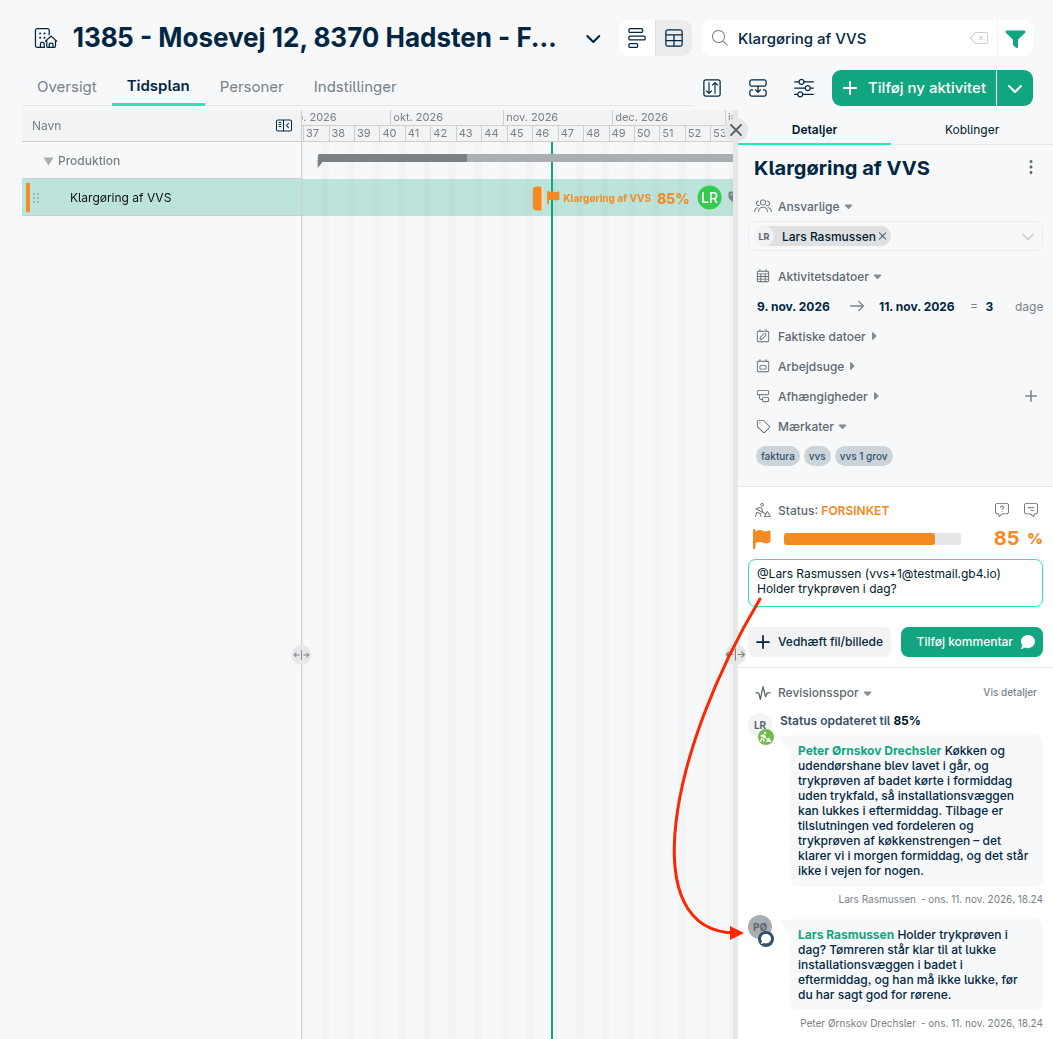 1385 - Mosevej 12, 8370 Hadsten - F...
Klargøring af VVS
Oversigt
Tidsplan
Personer
Indstillinger
Tilføj ny aktivitet
Navn
. 2026
okt. 2026
nov. 2026
dec. 2026
37 38 39 40 41 42 43 44 45 46 47 48 49 50 51 52 53
Produktion
Klargøring af VVS
Klargøring af VVS 85% LR
Detaljer
Koblinger
Klargøring af VVS
Ansvarlige
LR Lars Rasmussen
Aktivitetsdatoer
9. nov. 2026 → 11. nov. 2026 = 3 dage
Faktiske datoer
Arbejdsuge
Afhængigheder
Mærkater
faktura vvs vvs 1 grov
Status: FORSINKET
85 %
@Lars Rasmussen (vvs+1@testmail.gb4.io)
Holder trykprøven i dag?
Vedhæft fil/billede
Tilføj kommentar
Revisionsspor
Vis detaljer
LR
Status opdateret til 85%
Peter Ørnskov Drechsler Køkken og
udendørshane blev lavet i går, og
trykprøven af badet kørte i formiddag
uden trykfald, så installationsvæggen
kan lukkes i eftermiddag. Tilbage er
tilslutningen ved fordeleren og
trykprøven af køkkenstrengen – det
klarer vi i morgen formiddag, og det står
ikke i vejen for nogen.
Lars Rasmussen - ons. 11. nov. 2026, 18.24
PØ
Lars Rasmussen Holder trykprøven i
dag? Tømreren står klar til at lukke
installationsvæggen i badet i
eftermiddag, og han må ikke lukke, før
du har sagt god for rørene.
Peter Ørnskov Drechsler - ons. 11. nov. 2026, 18.24